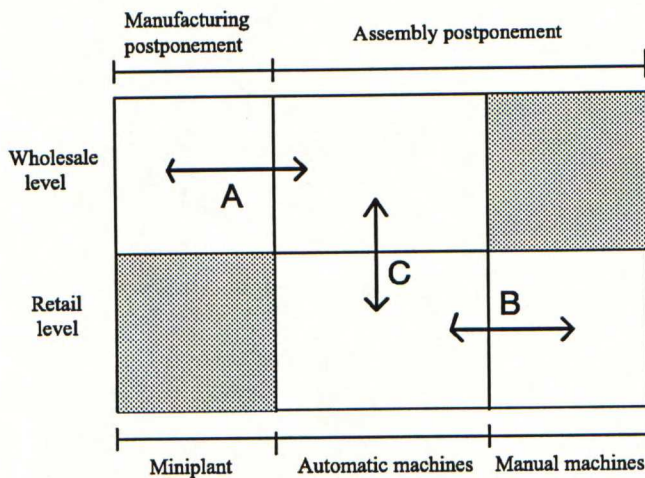 Manufacturing
postponement
Assembly postponement
Wholesale
level
A
C
Retail
level
B
Miniplant
Automatic machines
Manual machines